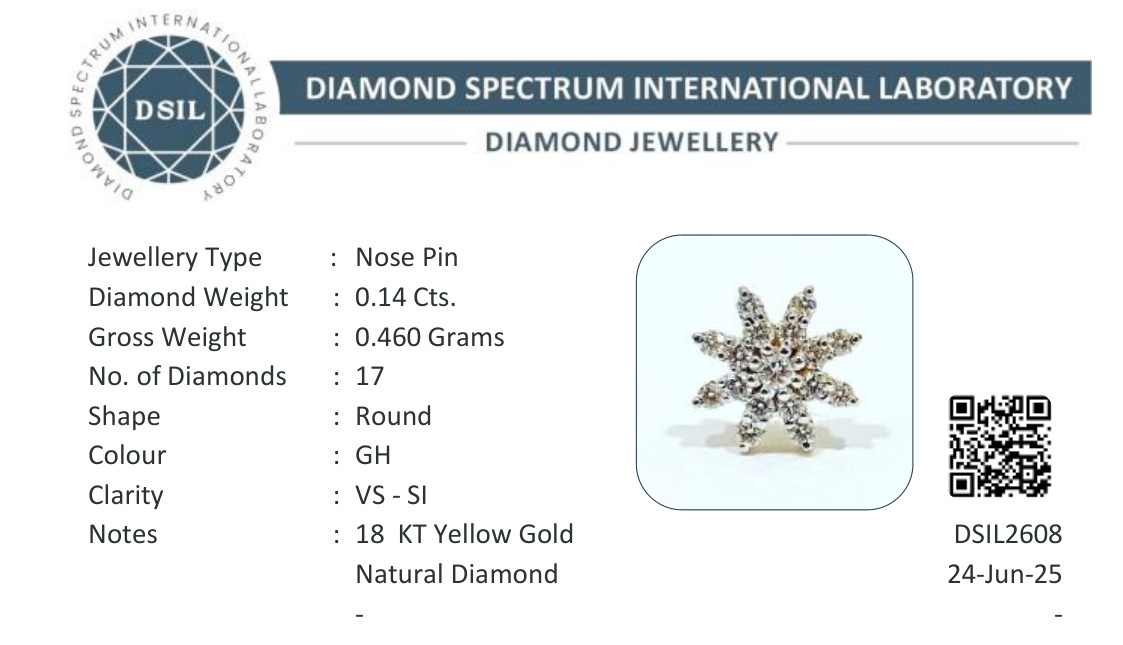 DIAMOND SPECTRUM INTERNATIONAL LABORATORY
DSIL
DIAMOND SPECTRUM INTERNATIONAL LABORATORY
DIAMOND JEWELLERY
Jewellery Type : Nose Pin
Diamond Weight : 0.14 Cts.
Gross Weight : 0.460 Grams
No. of Diamonds : 17
Shape : Round
Colour : GH
Clarity : VS - SI
Notes : 18 KT Yellow Gold
DSIL2608
Natural Diamond
24-Jun-25
-
-